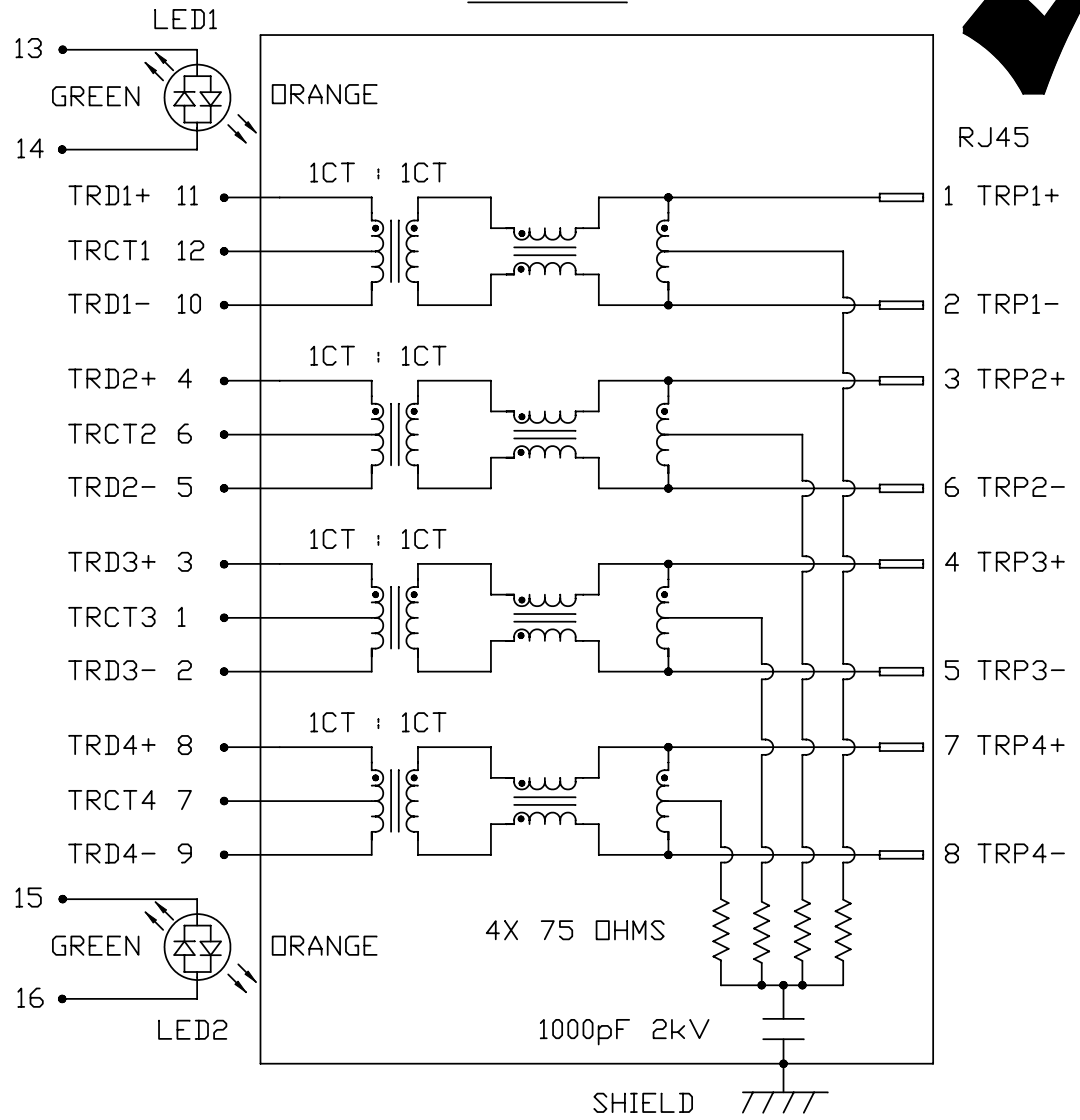 LED1
13
GREEN
ORANGE
14
RJ45
1CT : 1CT
TRD1+ 11
1 TRP1+
TRCT1 12
TRD1- 10
2 TRP1-
1CT : 1CT
TRD2+ 4
3 TRP2+
TRCT2 6
TRD2- 5
6 TRP2-
1CT : 1CT
TRD3+ 3
4 TRP3+
TRCT3 1
TRD3- 2
5 TRP3-
1CT : 1CT
TRD4+ 8
7 TRP4+
TRCT4 7
TRD4- 9
8 TRP4-
15
GREEN
ORANGE
4X 75 OHMS
16
LED2
1000pF 2kV
SHIELD